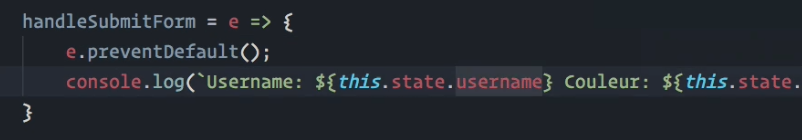 handleSubmitForm = e => {
e.preventDefault();
console.log(`Username: ${this.state.username} Couleur: ${this.state.
}